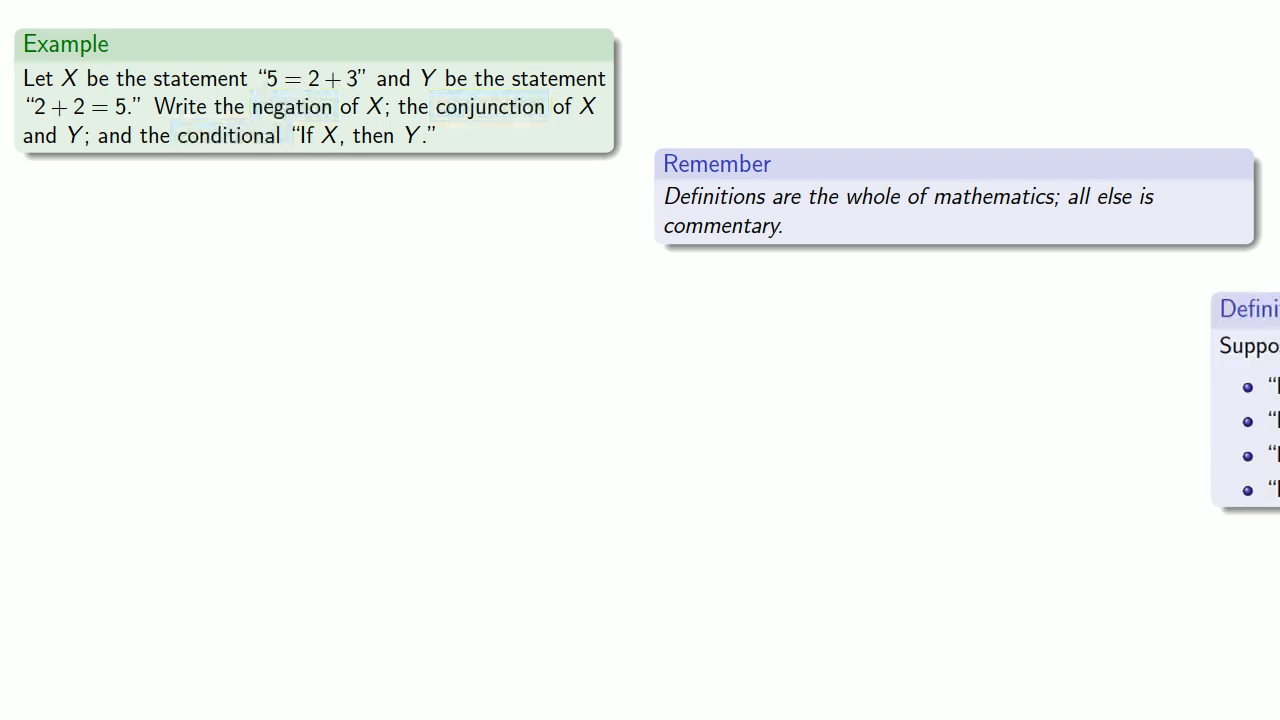 Example
Let X be the statement “5 = 2 + 3” and Y be the statement
“2 + 2 = 5.” Write the negation of X; the conjunction of X
and Y; and the conditional “If X, then Y.”
Remember
Definitions are the whole of mathematics; all else is
commentary.